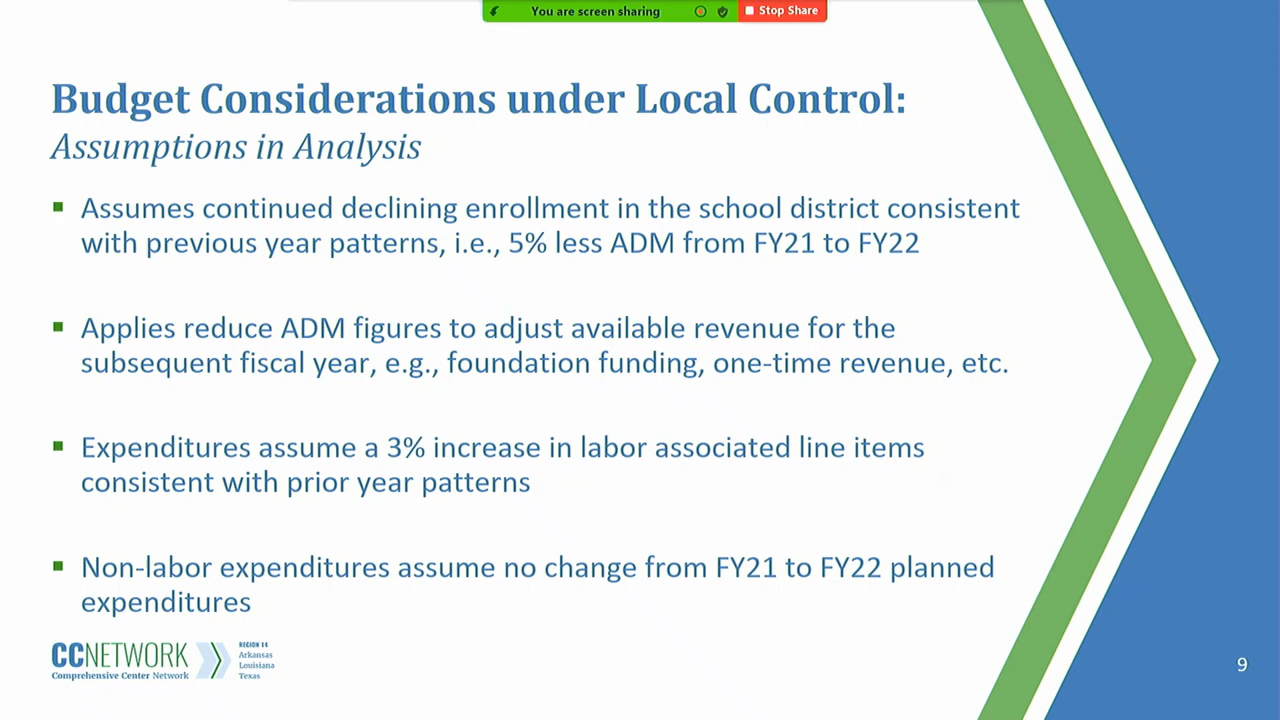 You are screen sharing
Stop Share
Budget Considerations under Local Control:
Assumptions in Analysis
Assumes continued declining enrollment in the school district consistent
with previous year patterns, i.e., 5% less ADM from FY21 to FY22
Applies reduce ADM figures to adjust available revenue for the
subsequent fiscal year, e.g., foundation funding, one-time revenue, etc.
Expenditures assume a 3% increase in labor associated line items
consistent with prior year patterns
Non-labor expenditures assume no change from FY21 to FY22 planned
expenditures
CCNETWORK
Comprehensive Center Network
REGION 14
Arkansas
Louisiana
Texas
9